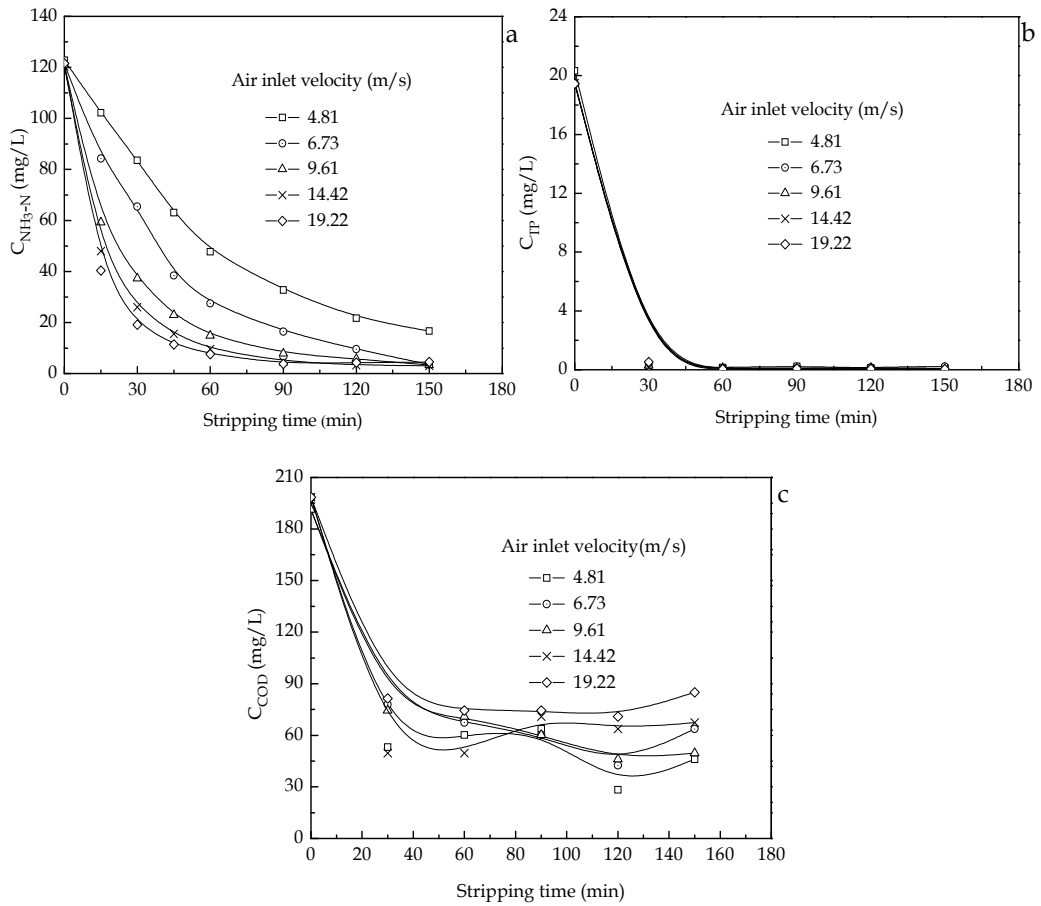 a
140
120
100
80
60
40
20
0
C_NH3-N (mg/L)
Air inlet velocity (m/s)
4.81
6.73
9.61
14.42
19.22
0 30 60 90 120 150 180
Stripping time (min)
b
24
20
16
12
8
4
0
C_TP (mg/L)
Air inlet velocity (m/s)
4.81
6.73
9.61
14.42
19.22
0 30 60 90 120 150 180
Stripping time (min)
c
210
180
150
120
90
60
30
0
C_COD (mg/L)
Air inlet velocity(m/s)
4.81
6.73
9.61
14.42
19.22
0 20 40 60 80 100 120 140 160 180
Stripping time (min)